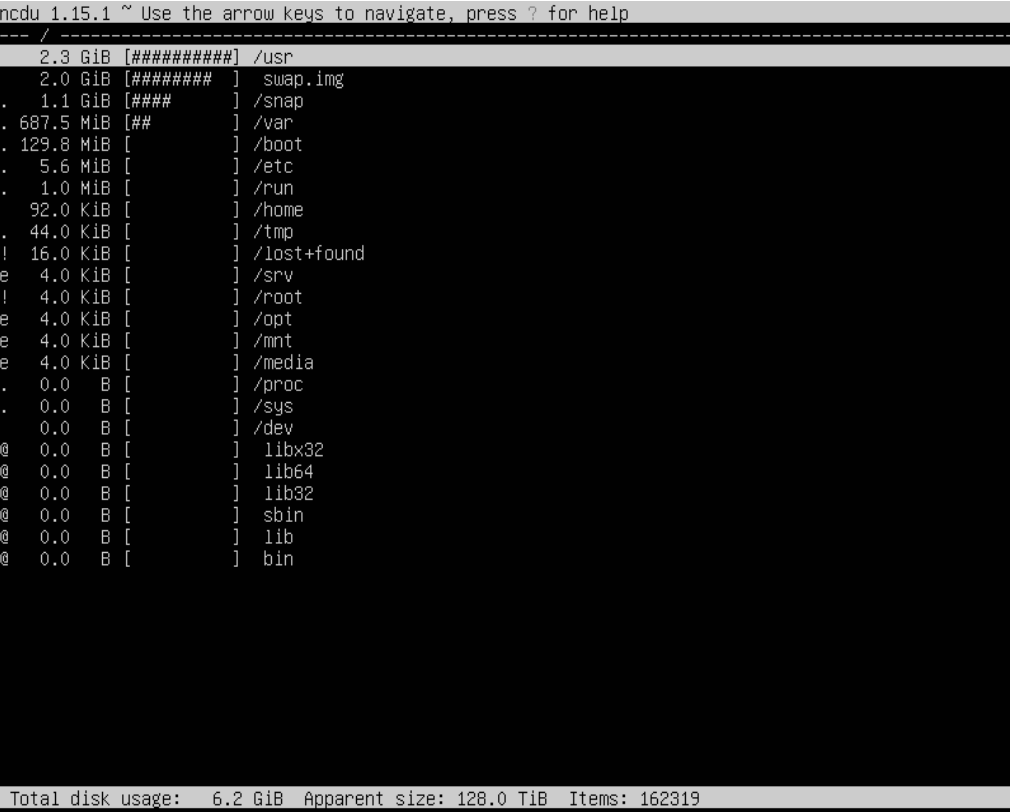 ncdu 1.15.1 ~ Use the arrow keys to navigate, press ? for help
--- / ----------------------------------------------------------------------------------------------
    2.3 GiB [##########] /usr
    2.0 GiB [########  ]  swap.img
.   1.1 GiB [####      ] /snap
. 687.5 MiB [##        ] /var
. 129.8 MiB [          ] /boot
.   5.6 MiB [          ] /etc
.   1.0 MiB [          ] /run
   92.0 KiB [          ] /home
.  44.0 KiB [          ] /tmp
!  16.0 KiB [          ] /lost+found
e   4.0 KiB [          ] /srv
!   4.0 KiB [          ] /root
e   4.0 KiB [          ] /opt
e   4.0 KiB [          ] /mnt
e   4.0 KiB [          ] /media
.   0.0   B [          ] /proc
.   0.0   B [          ] /sys
    0.0   B [          ] /dev
@   0.0   B [          ]  libx32
@   0.0   B [          ]  lib64
@   0.0   B [          ]  lib32
@   0.0   B [          ]  sbin
@   0.0   B [          ]  lib
@   0.0   B [          ]  bin
 Total disk usage:   6.2 GiB  Apparent size: 128.0 TiB  Items: 162319